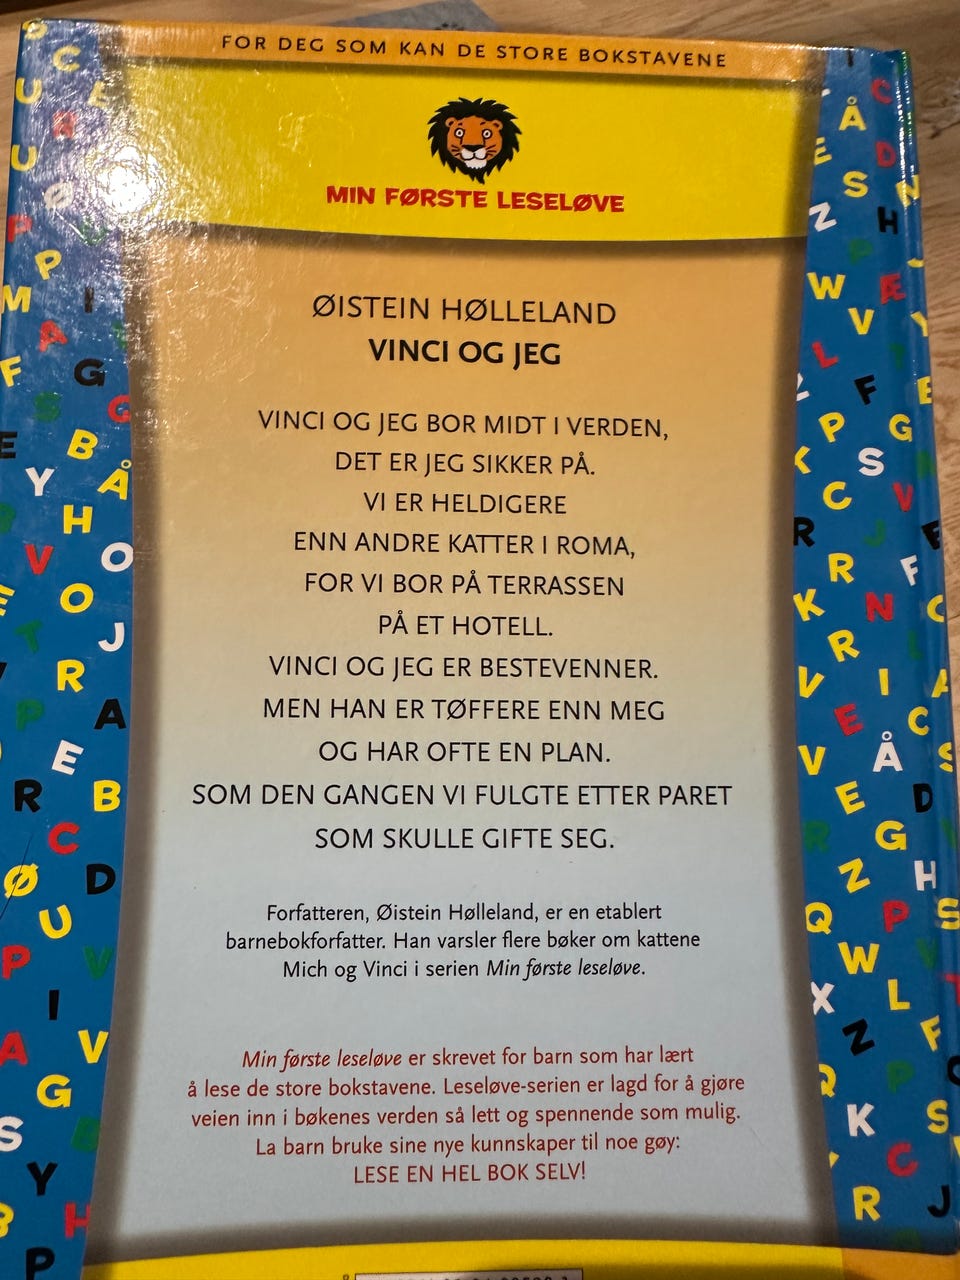 FOR DEG SOM KAN DE STORE BOKSTAVENE
MIN FØRSTE LESELØVE
ØISTEIN HØLLELAND
VINCI OG JEG
VINCI OG JEG BOR MIDT I VERDEN,
DET ER JEG SIKKER PÅ.
VI ER HELDIGERE
ENN ANDRE KATTER I ROMA,
FOR VI BOR PÅ TERRASSEN
PÅ ET HOTELL.
VINCI OG JEG ER BESTEVENNER.
MEN HAN ER TØFFERE ENN MEG
OG HAR OFTE EN PLAN.
SOM DEN GANGEN VI FULGTE ETTER PARET
SOM SKULLE GIFTE SEG.
Forfatteren, Øistein Hølleland, er en etablert
barnebokforfatter. Han varsler flere bøker om kattene
Mich og Vinci i serien Min første leseløve.
Min første leseløve er skrevet for barn som har lært
å lese de store bokstavene. Leseløve-serien er lagd for å gjøre
veien inn i bøkenes verden så lett og spennende som mulig.
La barn bruke sine nye kunnskaper til noe gøy:
LESE EN HEL BOK SELV!